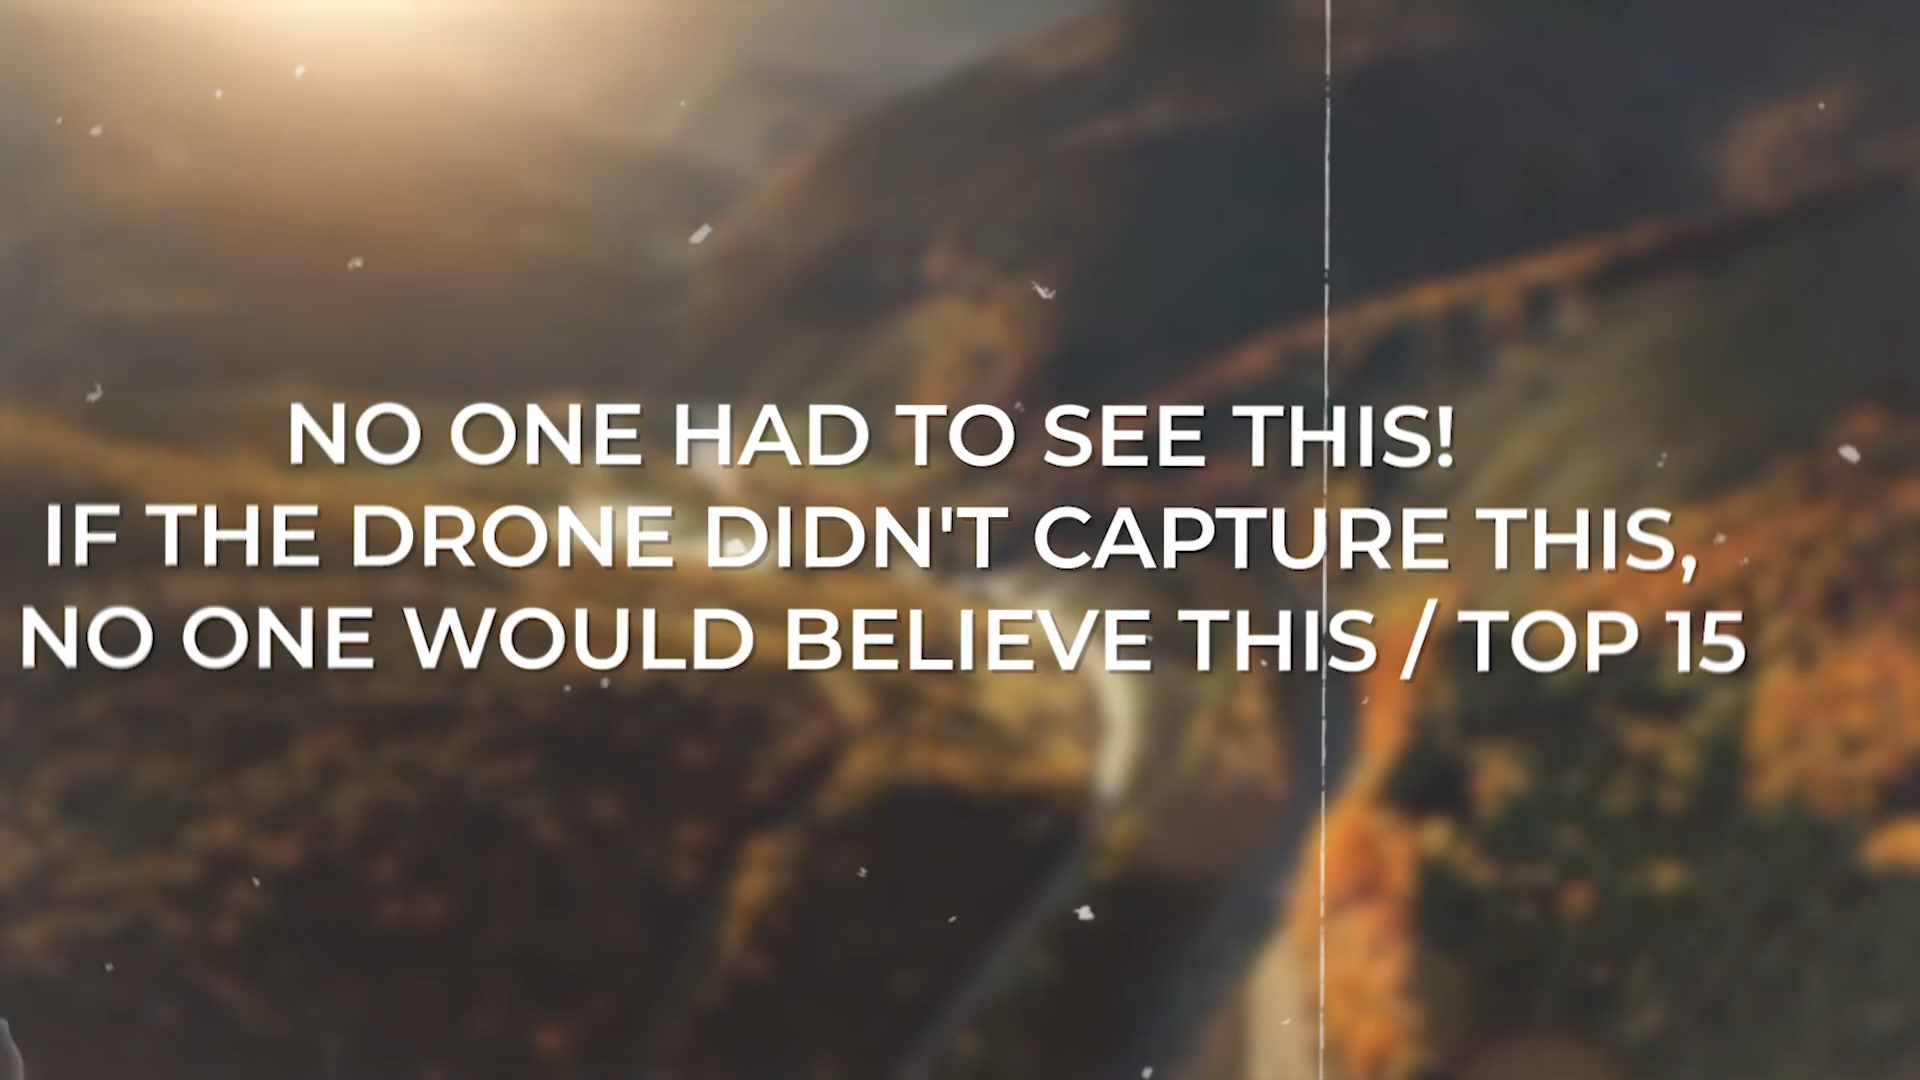 NO ONE HAD TO SEE THIS!
IF THE DRONE DIDN'T CAPTURE THIS,
NO ONE WOULD BELIEVE THIS / TOP 15